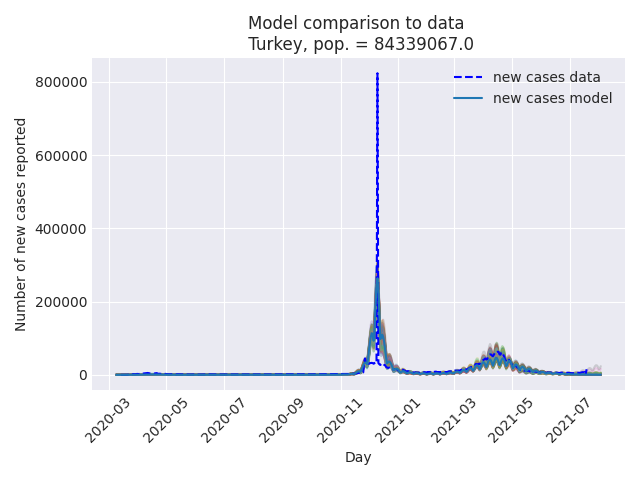 Model comparison to data
Turkey, pop. = 84339067.0
new cases data
new cases model
Number of new cases reported
800000
600000
400000
200000
0
2020-03
2020-05
2020-07
2020-09
2020-11
2021-01
2021-03
2021-05
2021-07
Day